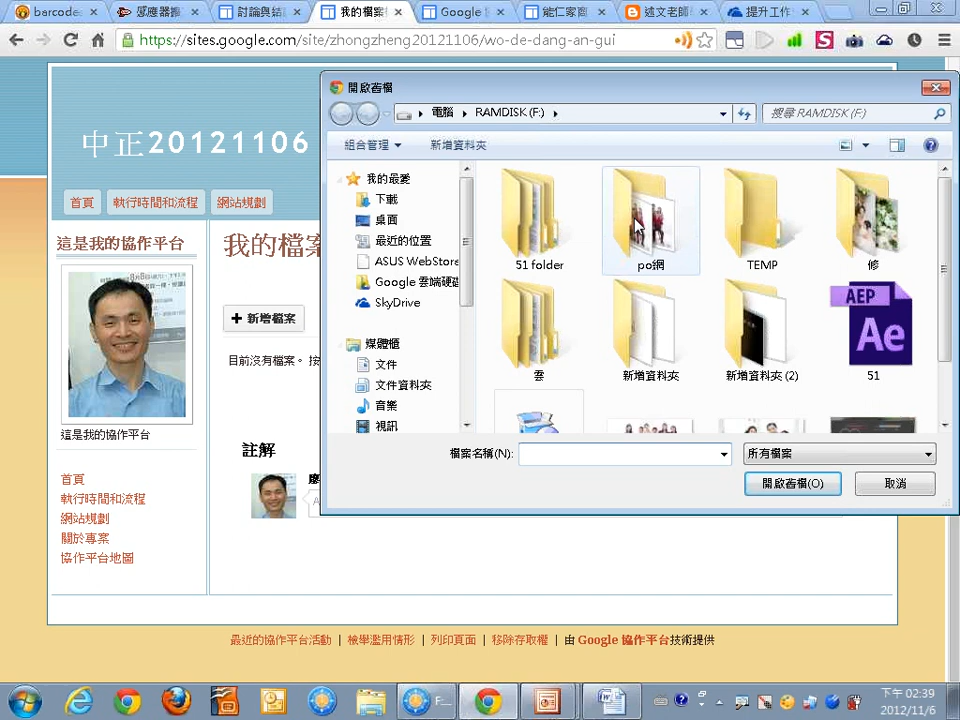 barcodes
感應器搬
討論與結論
我的檔案
Google
能仁家商
述文老師
提升工作
https://sites.google.com/site/zhongzheng20121106/wo-de-dang-an-gui
中正20121106
首頁
執行時間和流程
網站規劃
這是我的協作平台
這是我的協作平台
首頁
執行時間和流程
網站規劃
關於專案
協作平台地圖
我的檔案
新增檔案
目前沒有檔案。 按
註解
開啟舊檔
電腦
RAMDISK (F:)
搜尋 RAMDISK (F:)
組合管理
新增資料夾
我的最愛
下載
桌面
最近的位置
ASUS WebStora
Google 雲端硬碟
SkyDrive
媒體櫃
文件
文件資料夾
音樂
視訊
51 folder
po網
TEMP
修
雲
新增資料夾
新增資料夾 (2)
AEP
Ae
51
檔案名稱(N):
所有檔案
開啟舊檔(O)
取消
最近的協作平台活動 | 檢舉濫用情形 | 列印頁面 | 移除存取權 | 由 Google 協作平台技術提供
F...
下午 02:39
2012/11/6